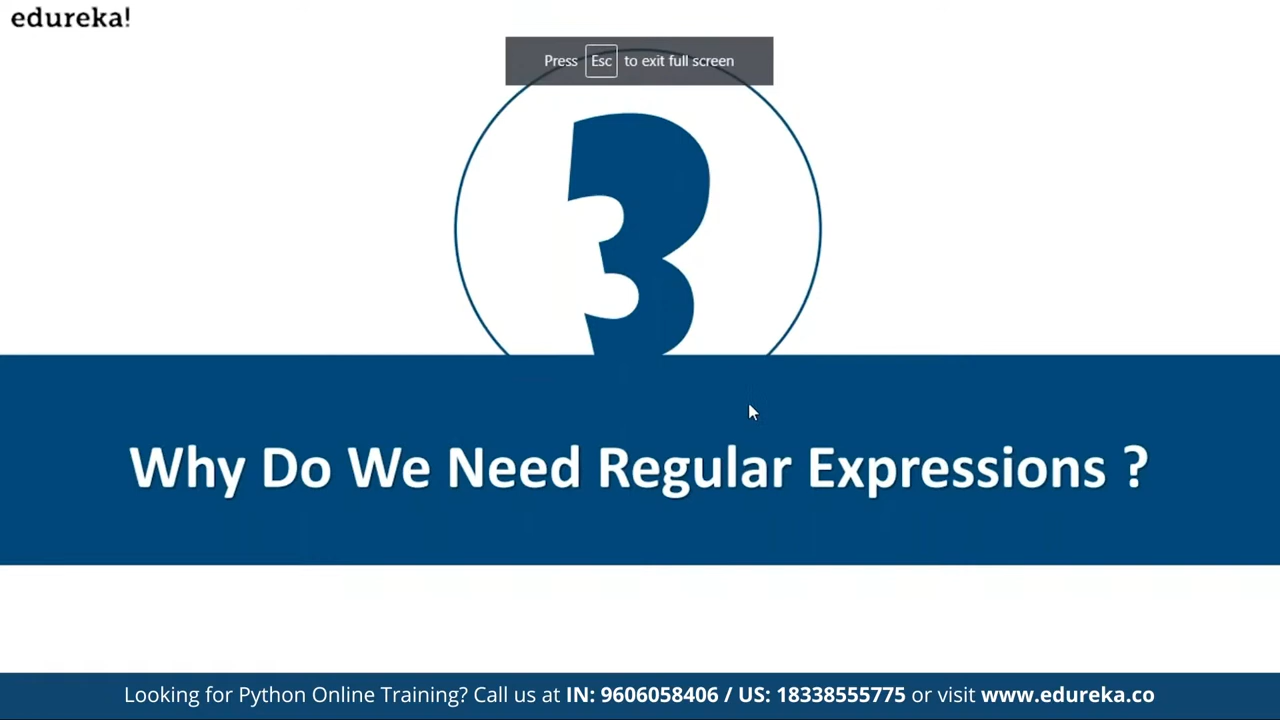 edureka!
Press Esc to exit full screen
3
Why Do We Need Regular Expressions ?
Looking for Python Online Training? Call us at IN: 9606058406 / US: 18338555775 or visit www.edureka.co